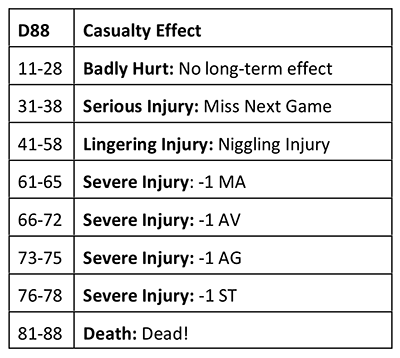 D88 Casualty Effect
11-28 Badly Hurt: No long-term effect
31-38 Serious Injury: Miss Next Game
41-58 Lingering Injury: Niggling Injury
61-65 Severe Injury: -1 MA
66-72 Severe Injury: -1 AV
73-75 Severe Injury: -1 AG
76-78 Severe Injury: -1 ST
81-88 Death: Dead!